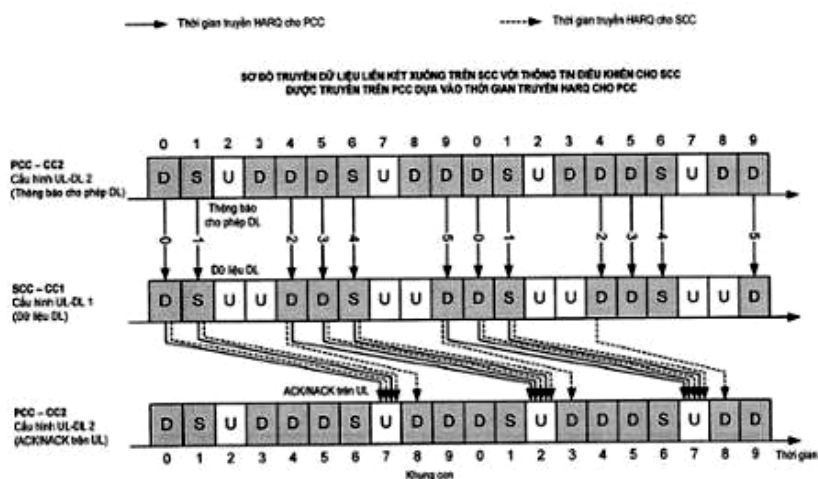 Thời gian truyền HARQ cho PCC
Thời gian truyền HARQ cho SCC
SƠ ĐỒ TRUYỀN DỮ LIỆU LIÊN KẾT XUỐNG TRÊN SCC VỚI THÔNG TIN ĐIỀU KHIỂN CHO SCC
ĐƯỢC TRUYỀN TRÊN PCC DỰA VÀO THỜI GIAN TRUYỀN HARQ CHO PCC
0 1 2 3 4 5 6 7 8 9 0 1 2 3 4 5 6 7 8 9
PCC – CC2
Cấu hình UL-DL 2
(Thông báo cho phép DL)
D S U D D D S U D D D S U D D D S U D D
Thông báo
cho phép DL
0 1 2 3 4 5 0 1 2 3 4 5
Dữ liệu DL
SCC – CC1
Cấu hình UL-DL 1
(Dữ liệu DL)
D S U U D D S U U D D S U U D D S U U D
ACK/NACK trên UL
PCC – CC2
Cấu hình UL-DL 2
(ACK/NACK trên UL)
D S U D D D S U D D D S U D D D S U D D
0 1 2 3 4 5 6 7 8 9 0 1 2 3 4 5 6 7 8 9
Thời gian
Khung con